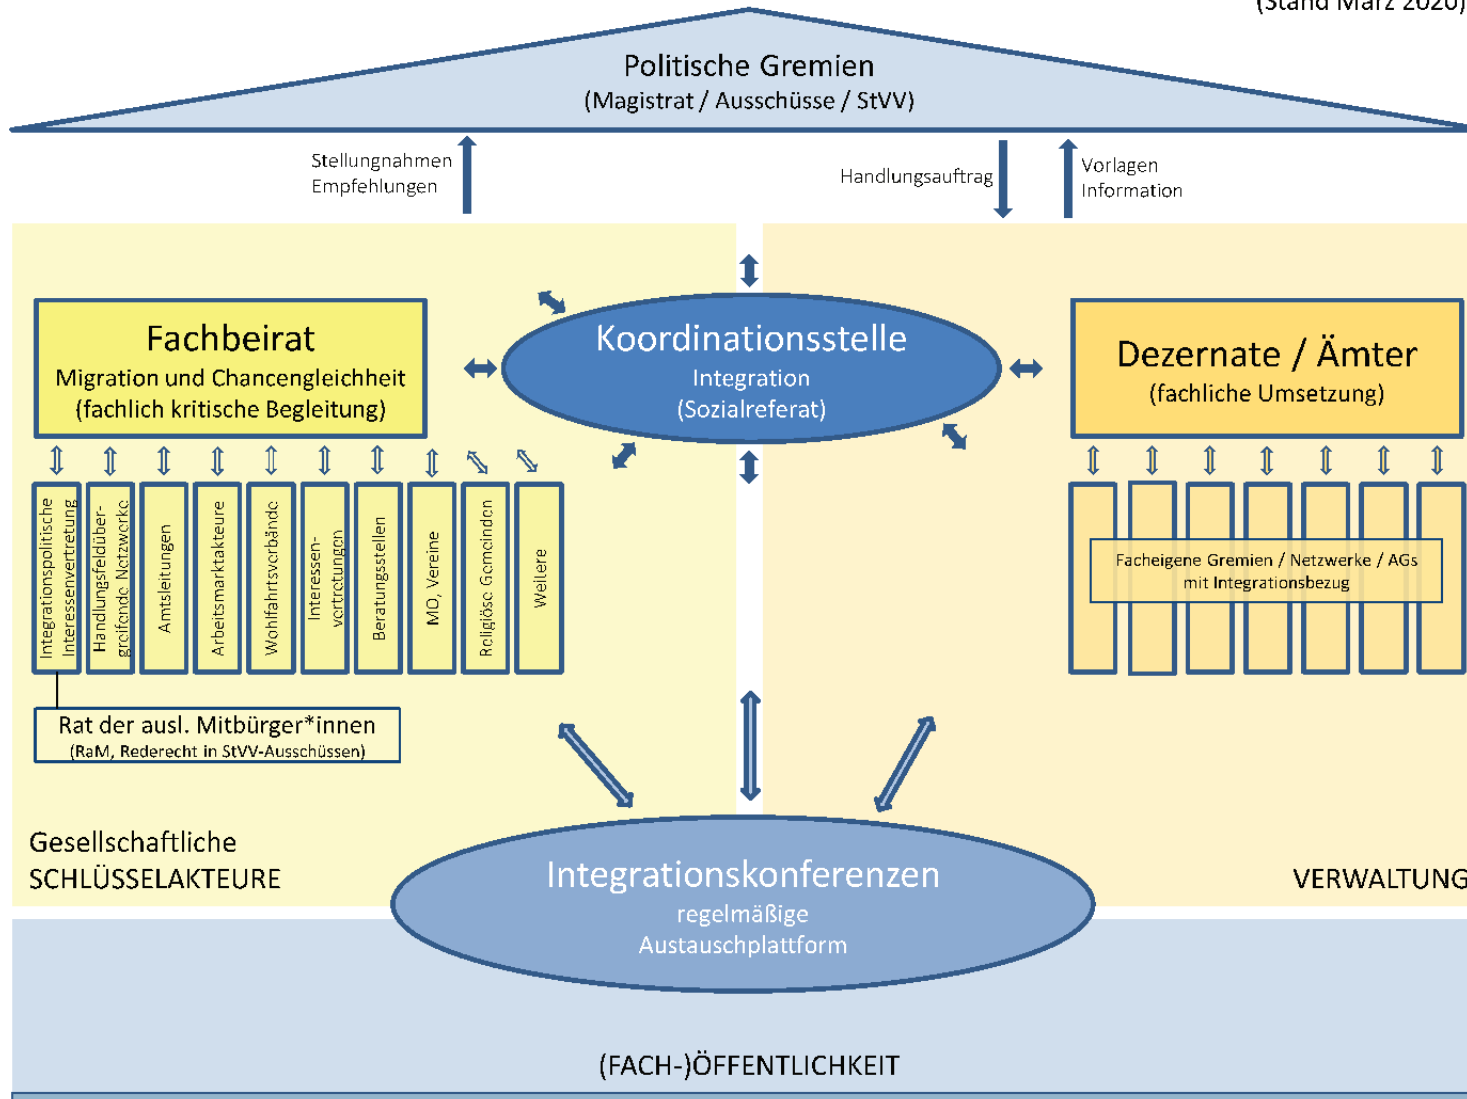 (Stand März 2020)
Politische Gremien
(Magistrat / Ausschüsse / StVV)
Stellungnahmen
Empfehlungen
Handlungsauftrag
Vorlagen
Information
Fachbeirat
Migration und Chancengleichheit
(fachlich kritische Begleitung)
Koordinationsstelle
Integration
(Sozialreferat)
Dezernate / Ämter
(fachliche Umsetzung)
Integrationspolitische
Interessenvertretung
Handlungsfeldüber-
greifende Netzwerke
Amtsleitungen
Arbeitsmarktakteure
Wohlfahrtsverbände
Interessen-
vertretungen
Beratungsstellen
MO, Vereine
Religiöse Gemeinden
Weitere
Facheigene Gremien / Netzwerke / AGs
mit Integrationsbezug
Rat der ausl. Mitbürger*innen
(RaM, Rederecht in StVV-Ausschüssen)
Gesellschaftliche
SCHLÜSSELAKTEURE
VERWALTUNG
Integrationskonferenzen
regelmäßige
Austauschplattform
(FACH-)ÖFFENTLICHKEIT